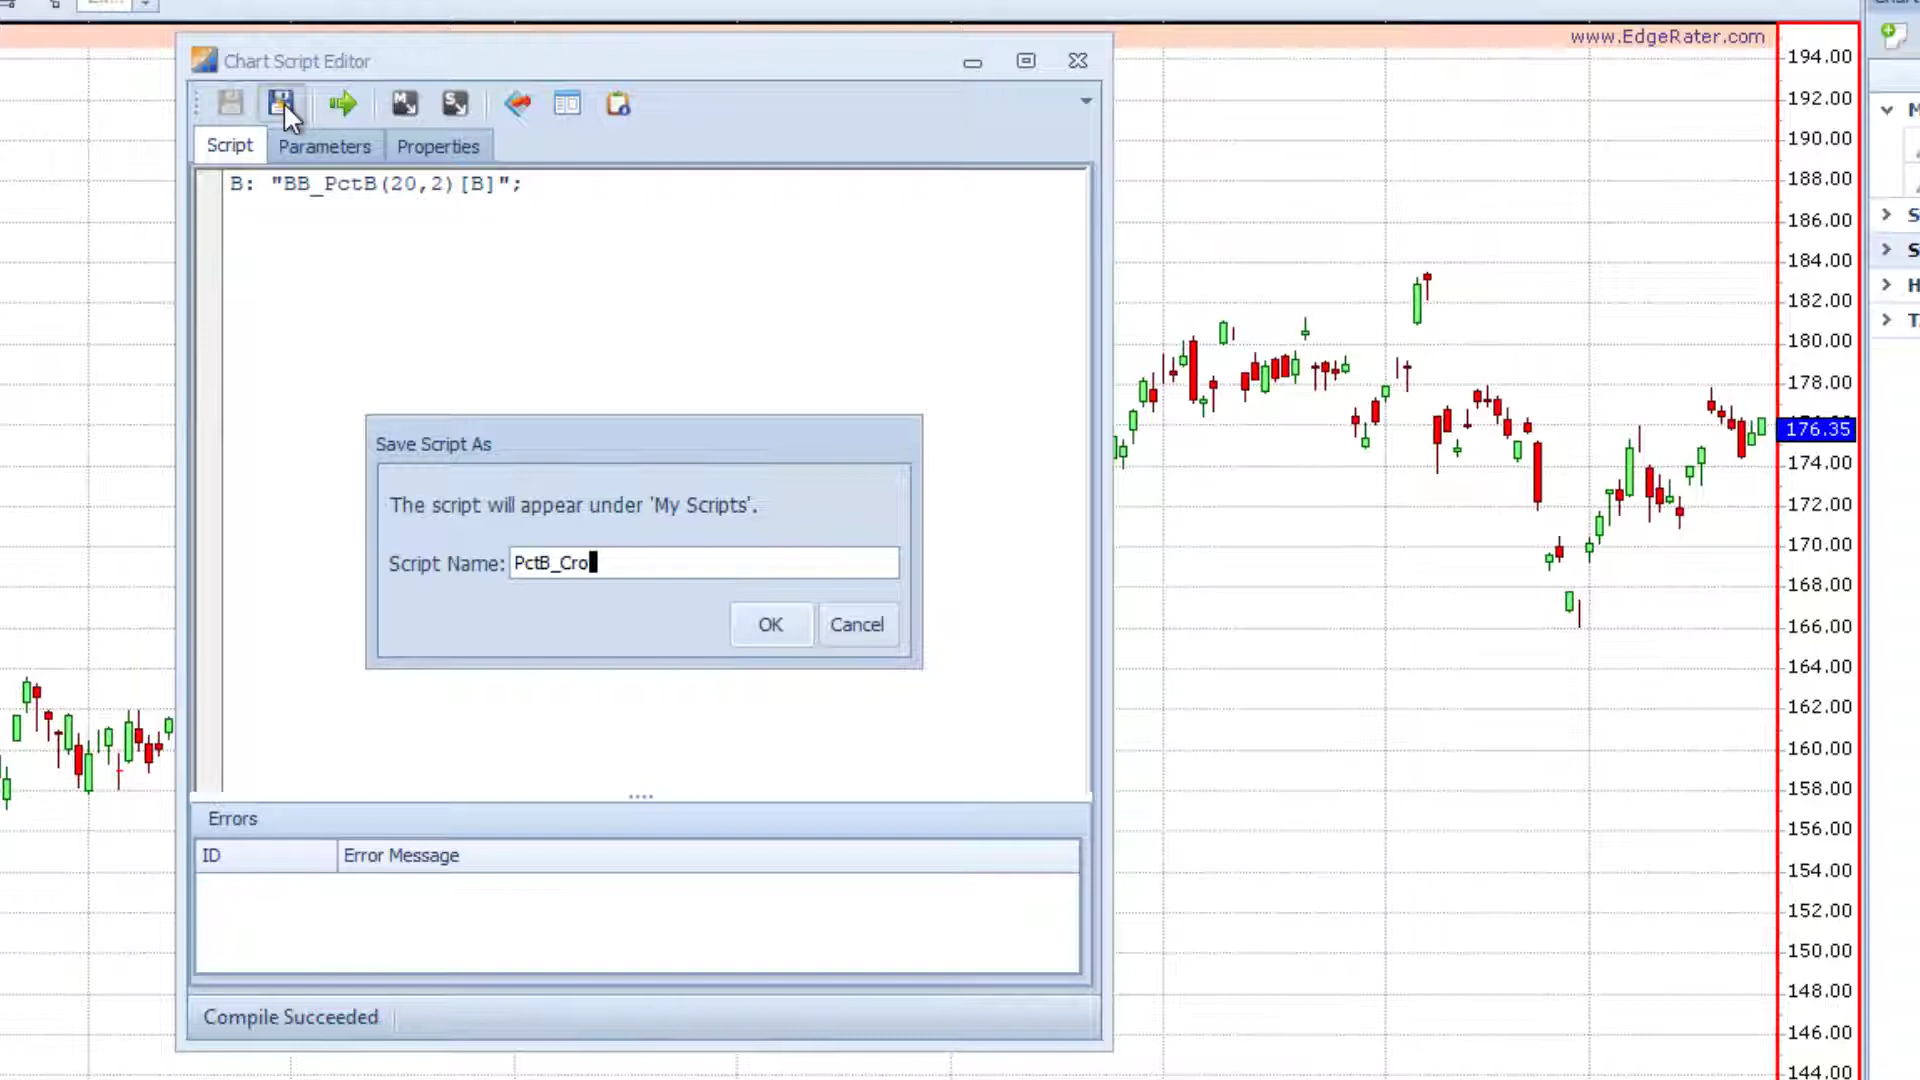 www.EdgeRater.com
Chart Script Editor
Script
Parameters
Properties
B: "BB_PctB(20,2)[B]";
Save Script As
The script will appear under 'My Scripts'.
Script Name: PctB_Cro
OK
Cancel
Errors
ID
Error Message
Compile Succeeded
194.00
192.00
190.00
188.00
186.00
184.00
182.00
180.00
178.00
176.35
174.00
172.00
170.00
168.00
166.00
164.00
162.00
160.00
158.00
156.00
154.00
152.00
150.00
148.00
146.00
144.00